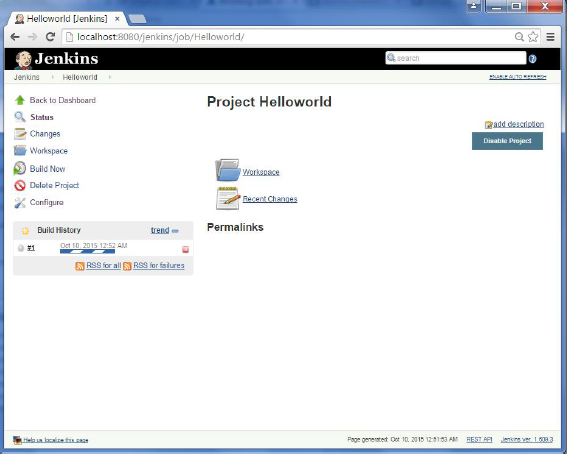 Helloworld [Jenkins]
localhost:8080/jenkins/job/Helloworld/
Jenkins
search
Jenkins Helloworld
ENABLE AUTO REFRESH
Back to Dashboard
Status
Changes
Workspace
Build Now
Delete Project
Configure
Build History trend
#1 Oct 10, 2015 12:52 AM
RSS for all RSS for failures
Project Helloworld
add description
Disable Project
Workspace
Recent Changes
Permalinks
Help us localize this page
Page generated: Oct 10, 2015 12:51:53 AM REST API Jenkins ver. 1.609.3